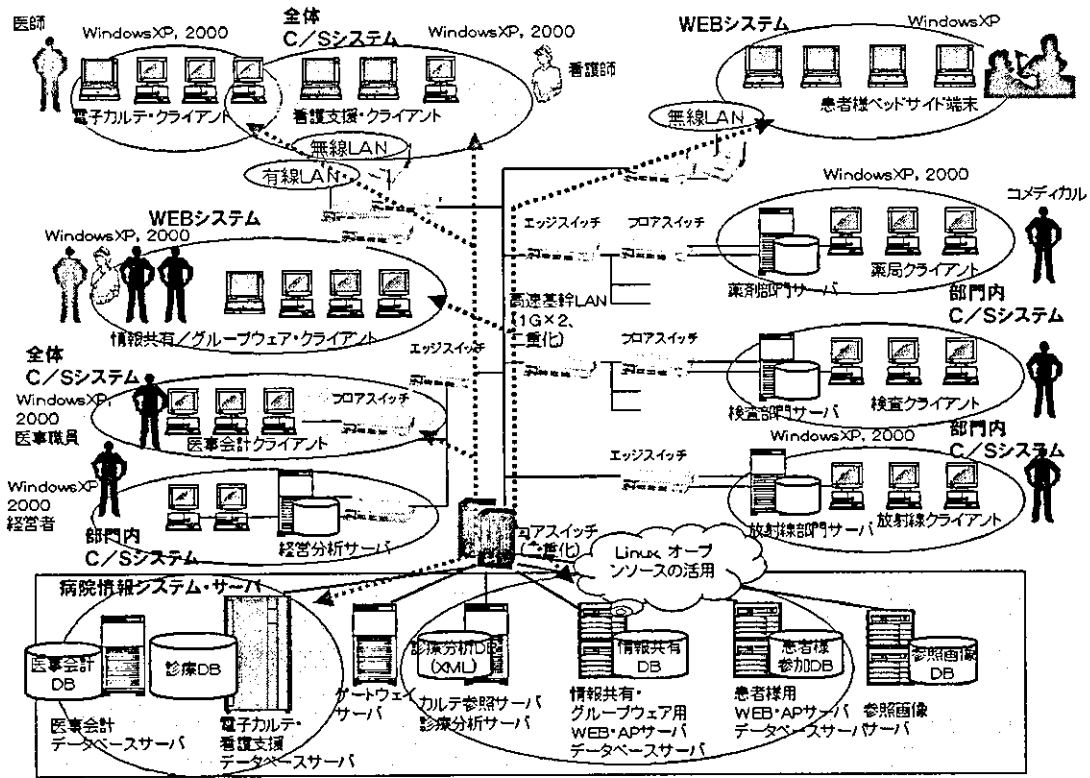 医師
WindowsXP, 2000
全体
C/Sシステム
WindowsXP, 2000
看護師
電子カルテ・クライアント
看護支援・クライアント
無線LAN
有線LAN
WEBシステム
WindowsXP
患者様ベッドサイド端末
無線LAN
WEBシステム
WindowsXP, 2000
情報共有/グループウェア・クライアント
エッジスイッチ
フロアスイッチ
WindowsXP, 2000
コメディカル
薬局クライアント
薬剤部門サーバ
部門内
C/Sシステム
高速基幹LAN
(1G×2、
二重化)
エッジスイッチ
フロアスイッチ
検査部門サーバ
検査クライアント
部門内
C/Sシステム
全体
C/Sシステム
WindowsXP,
2000
医事職員
フロアスイッチ
医事会計クライアント
エッジスイッチ
WindowsXP, 2000
放射線部門サーバ
放射線クライアント
WindowsXP
2000
経営者
経営分析サーバ
部門内
C/Sシステム
コアスイッチ
(二重化)
Linux オープ
ンソースの活用
病院情報システム・サーバ
医事会計
DB
診療DB
診療分析DB
(XML)
情報共有
DB
患者様
参加DB
参照画像
DB
医事会計
データベースサーバ
電子カルテ・
看護支援
データベースサーバ
ゲートウェイ
サーバ
カルテ参照サーバ
診療分析サーバ
情報共有・
グループウェア用
WEB・APサーバ
データベースサーバ
患者様用
WEB・APサーバ
データベースサーバ
参照画像
サーバ